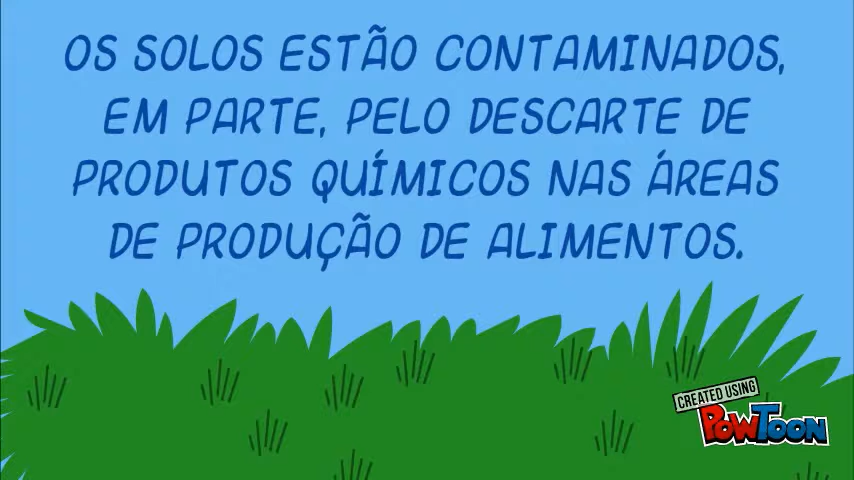 OS SOLOS ESTÃO CONTAMINADOS,
EM PARTE, PELO DESCARTE DE
PRODUTOS QUÍMICOS NAS ÁREAS
DE PRODUÇÃO DE ALIMENTOS.
CREATED USING
POWTOON